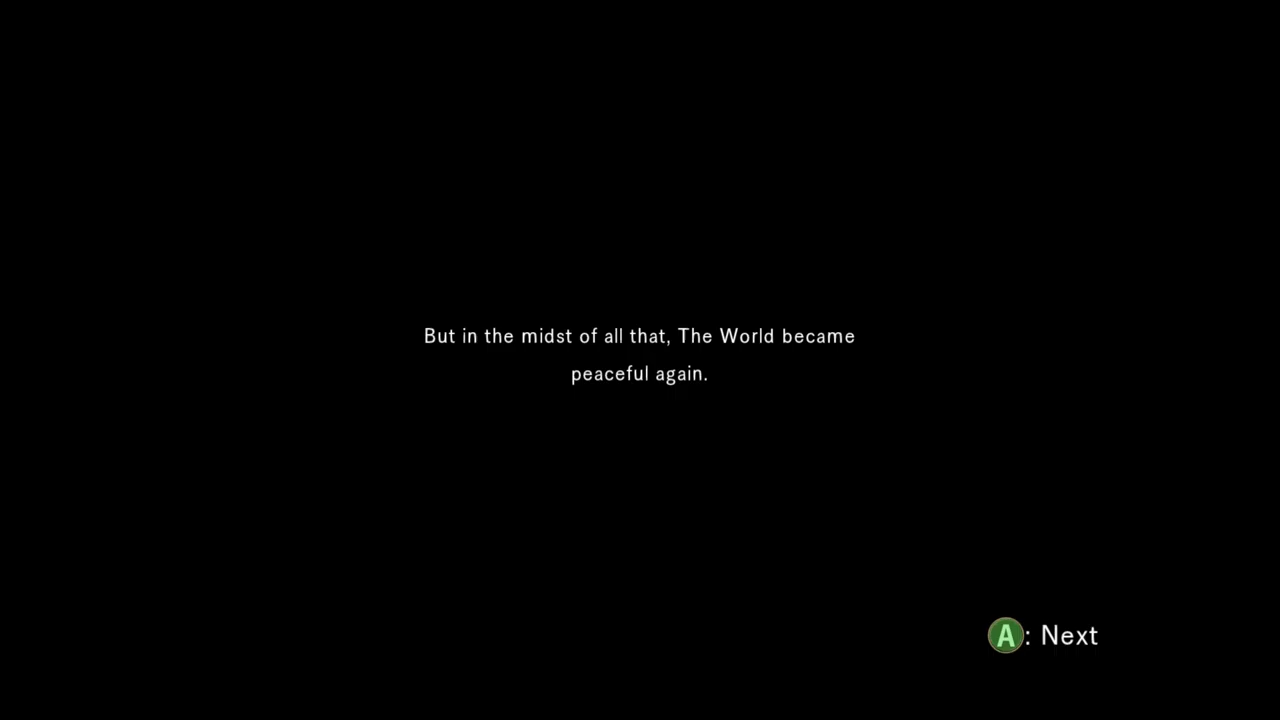 But in the midst of all that, The World became
peaceful again.
A: Next